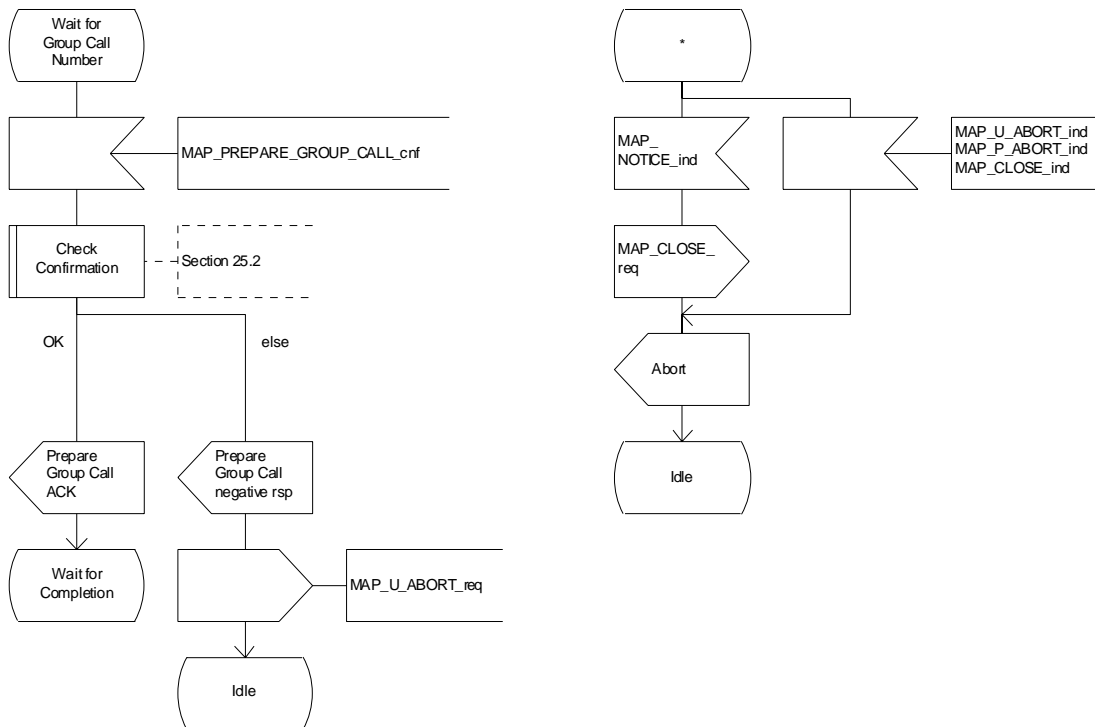 Wait for
Group Call
Number
MAP_PREPARE_GROUP_CALL_cnf
Check
Confirmation
Section 25.2
OK
else
Prepare
Group Call
ACK
Prepare
Group Call
negative rsp
Wait for
Completion
MAP_U_ABORT_req
Idle
*
MAP_
NOTICE_ind
MAP_U_ABORT_ind
MAP_P_ABORT_ind
MAP_CLOSE_ind
MAP_CLOSE_
req
Abort
Idle